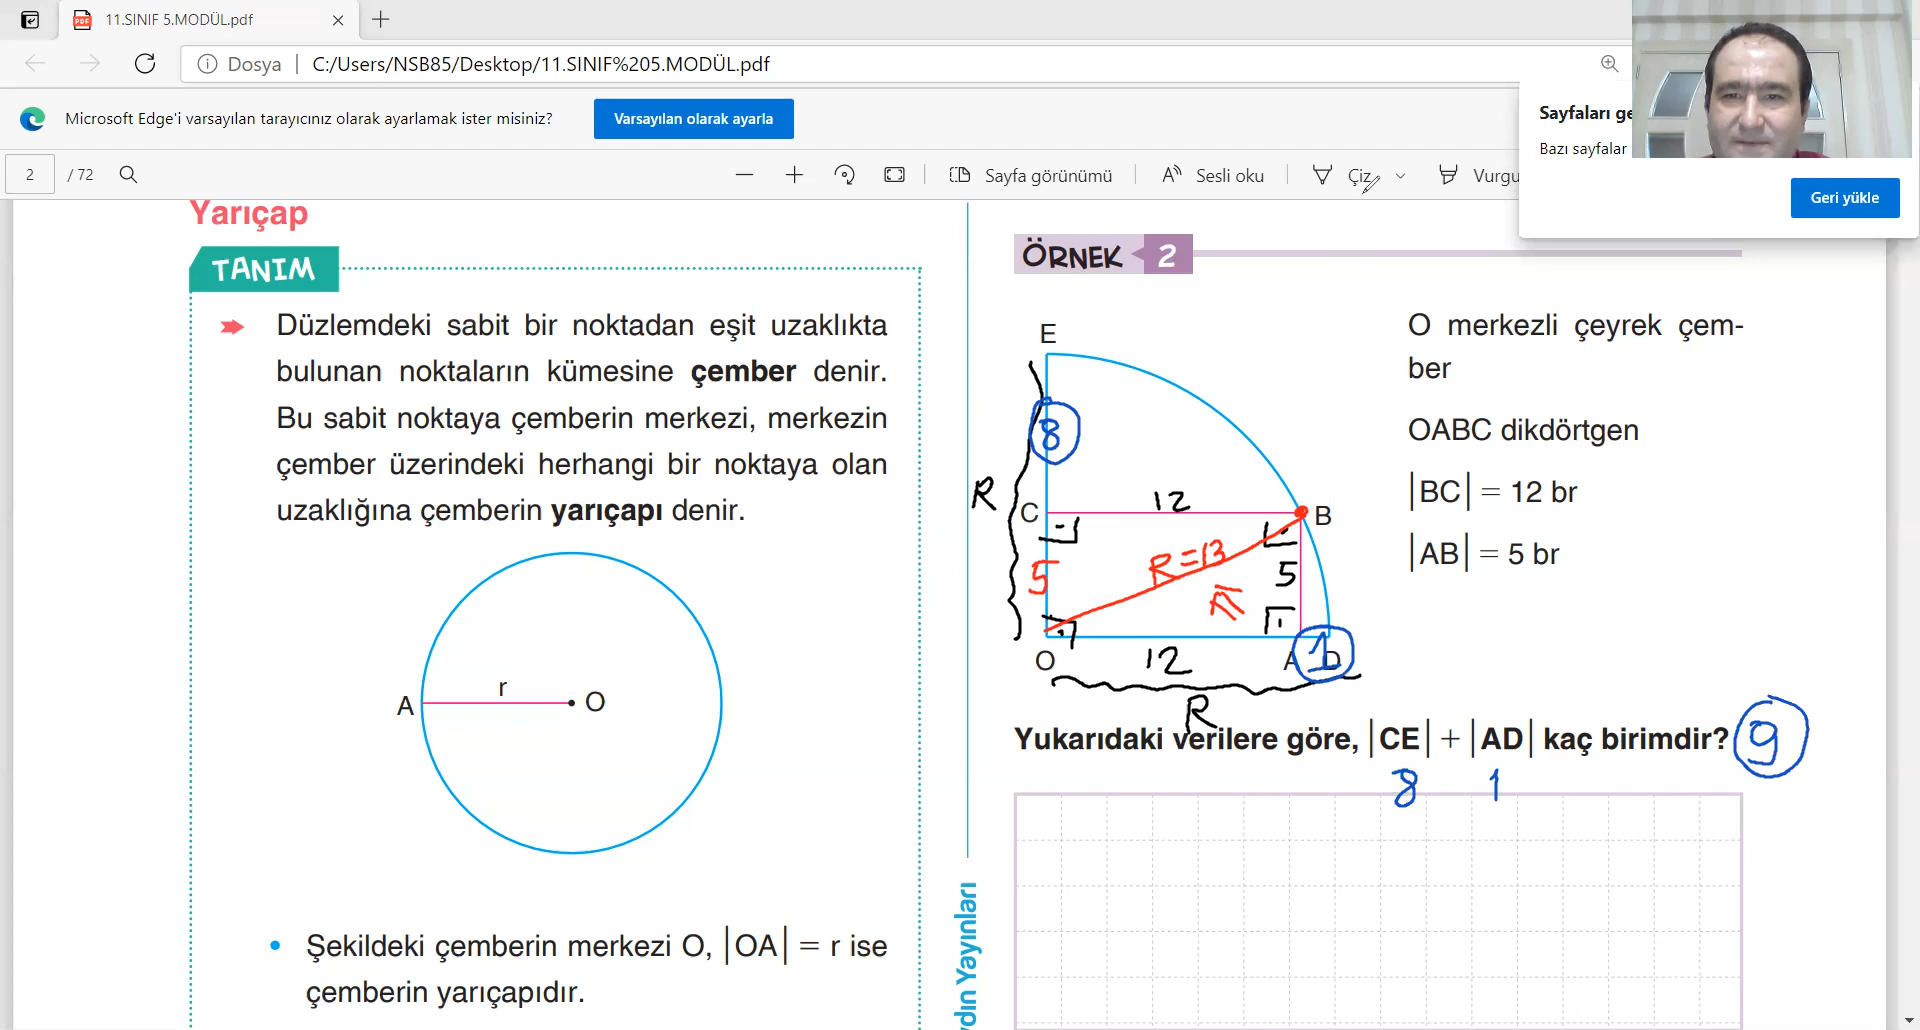 11.SINIF 5.MODÜL.pdf
Dosya | C:/Users/NSB85/Desktop/11.SINIF%205.MODÜL.pdf
Microsoft Edge'i varsayılan tarayıcınız olarak ayarlamak ister misiniz?
Varsayılan olarak ayarla
Sayfaları ge
Bazı sayfalar
Geri yükle
2 / 72
Sayfa görünümü
Sesli oku
Çiz
Vurgu
Yarıçap
TANIM
Düzlemdeki sabit bir noktadan eşit uzaklıkta
bulunan noktaların kümesine çember denir.
Bu sabit noktaya çemberin merkezi, merkezin
çember üzerindeki herhangi bir noktaya olan
uzaklığına çemberin yarıçapı denir.
A r O
• Şekildeki çemberin merkezi O, |OA| = r ise
çemberin yarıçapıdır.
ydın Yayınları
ÖRNEK 2
E
8
R
C 12 B
R=13
5 5
O 12 A 1 D
R
O merkezli çeyrek çem-
ber
OABC dikdörtgen
|BC| = 12 br
|AB| = 5 br
Yukarıdaki verilere göre, |CE| + |AD| kaç birimdir? 9
8 1